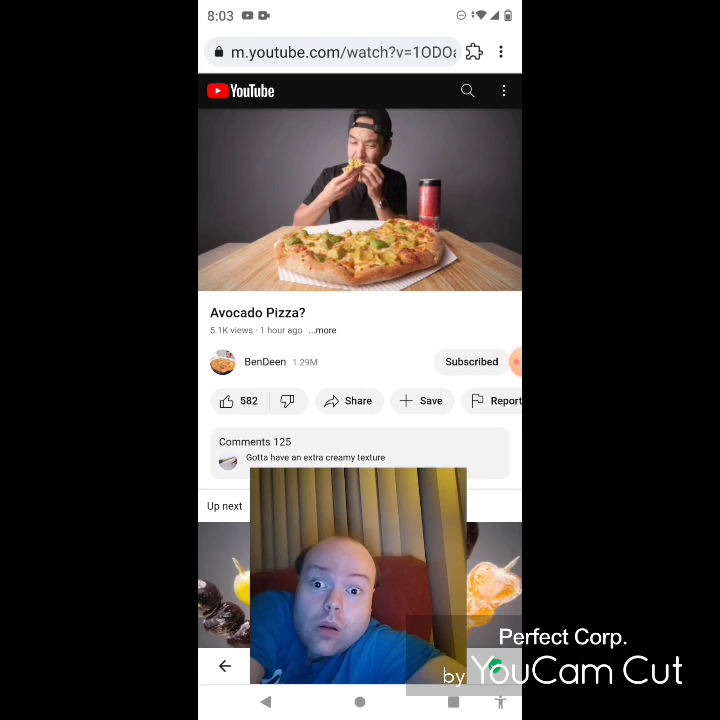 8:03
m.youtube.com/watch?v=1ODO
YouTube
Avocado Pizza?
5.1K views · 1 hour ago ...more
BenDeen 1.29M
Subscribed
582
Share
Save
Report
Comments 125
Gotta have an extra creamy texture
Up next
Perfect Corp.
by YouCam Cut